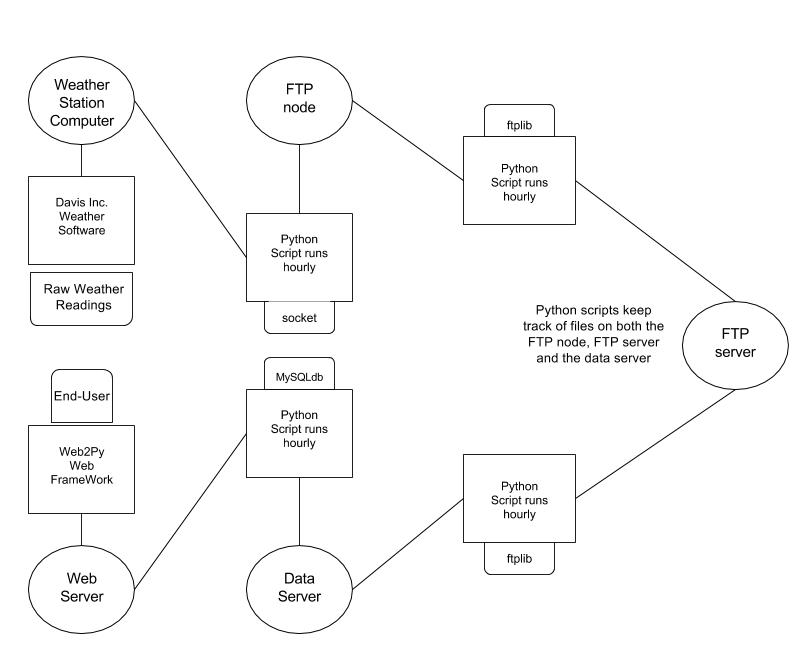 Weather
Station
Computer
FTP
node
ftplib
Python
Script runs
hourly
Davis Inc.
Weather
Software
Python
Script runs
hourly
Raw Weather
Readings
socket
Python scripts keep
track of files on both the
FTP node, FTP server
and the data server
FTP
server
End-User
MySQLdb
Python
Script runs
hourly
Web2Py
Web
FrameWork
Python
Script runs
hourly
ftplib
Web
Server
Data
Server